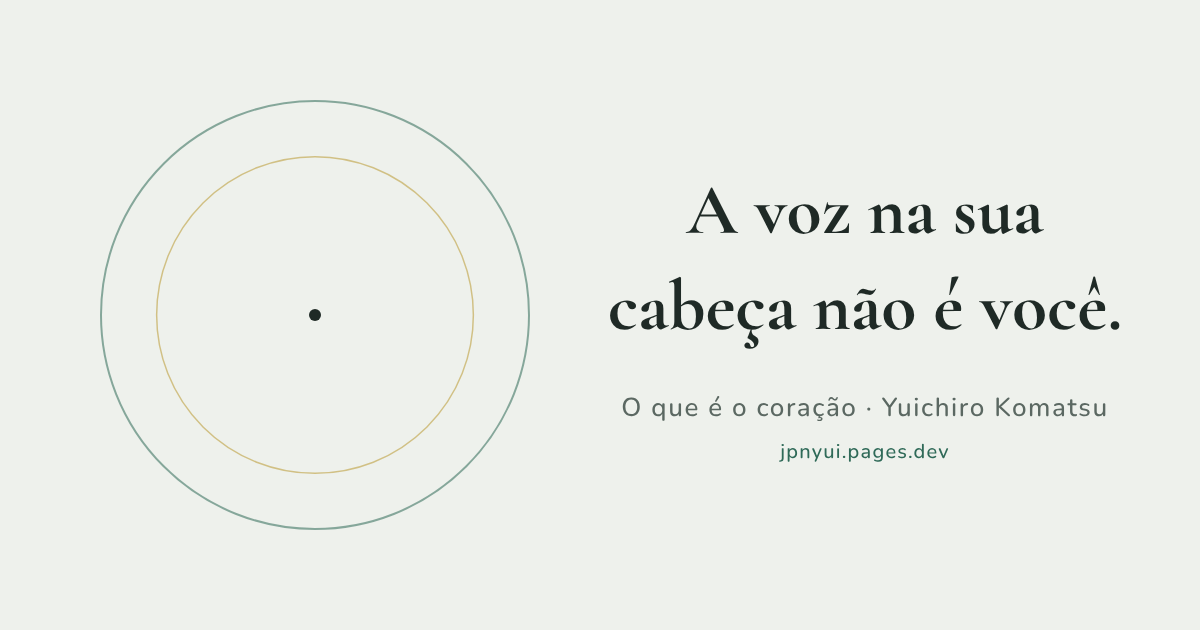 A voz na sua
cabeça não é você.
O que é o coração · Yuichiro Komatsu
jpnyui.pages.dev